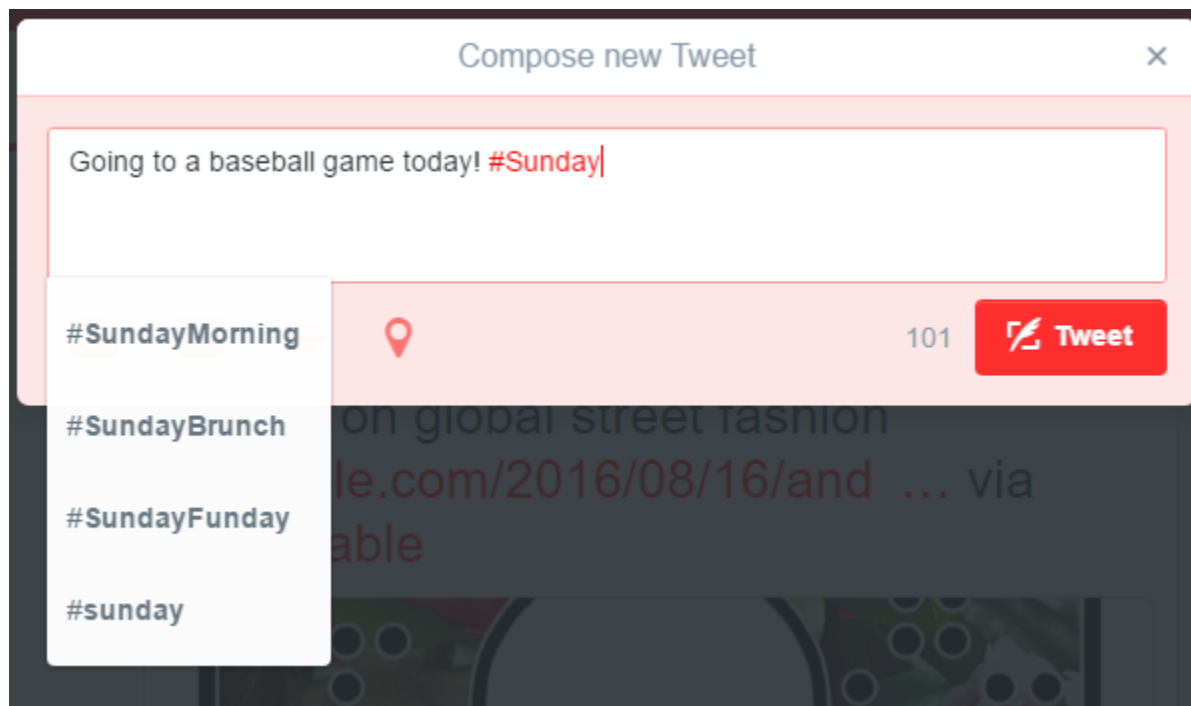 Compose new Tweet ×
Going to a baseball game today! #Sunday
#SundayMorning
101 Tweet
#SundayBrunch
on global street fashion
#SundayFunday
le.com/2016/08/16/and … via
able
#sunday